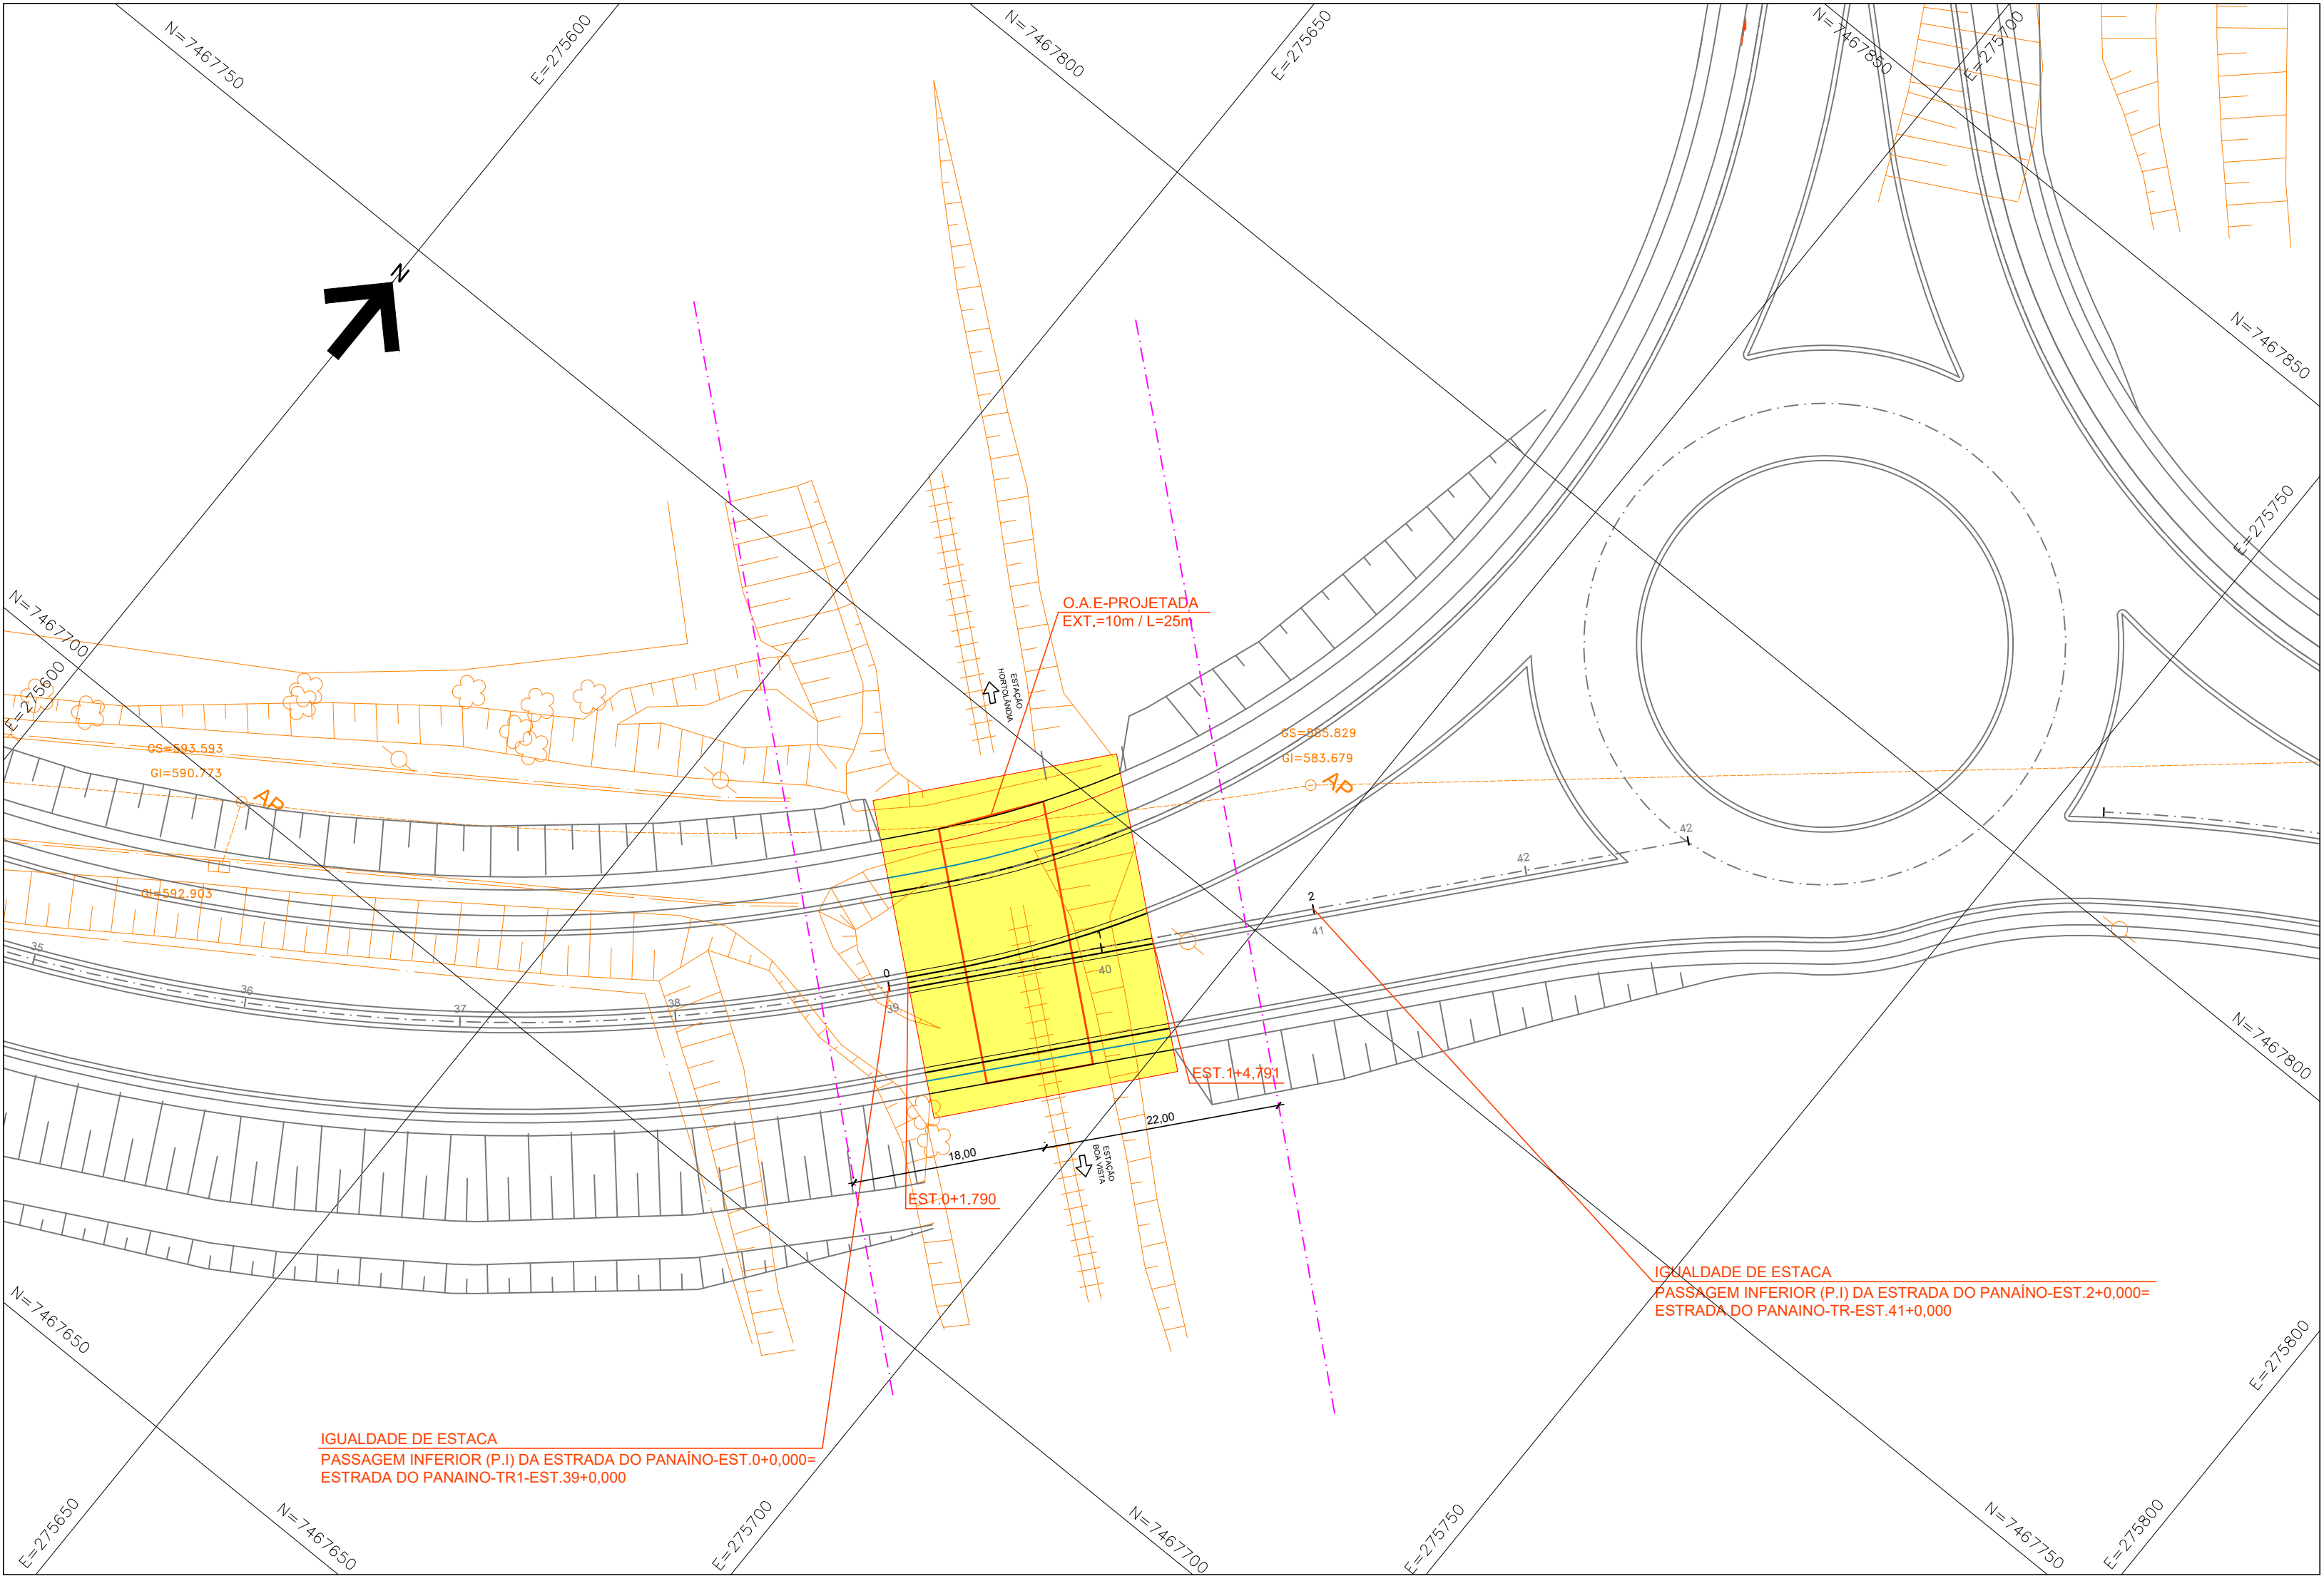 N=7467750
E=275600
N=7467800
E=275650
N=7467850
E=275700
N
N=7467850
E=275750
N=7467700
E=275600
O.A.E-PROJETADA
EXT.=10m / L=25m
ESTAÇÃO
HORTOLÂNDIA
GS=593.593
GI=590.773
AP
GS=585.829
GI=583.679
AP
GI=592.903
42
42
2
41
35
36
37
38
0
39
40
EST.1+4,791
22,00
18,00
ESTAÇÃO
BOA VISTA
EST.0+1.790
N=7467800
IGUALDADE DE ESTACA
PASSAGEM INFERIOR (P.I) DA ESTRADA DO PANAÍNO-EST.2+0,000=
ESTRADA DO PANAINO-TR-EST.41+0,000
N=7467650
E=275800
IGUALDADE DE ESTACA
PASSAGEM INFERIOR (P.I) DA ESTRADA DO PANAÍNO-EST.0+0,000=
ESTRADA DO PANAINO-TR1-EST.39+0,000
E=275650
N=7467650
E=275700
N=7467700
E=275750
N=7467750
E=275800